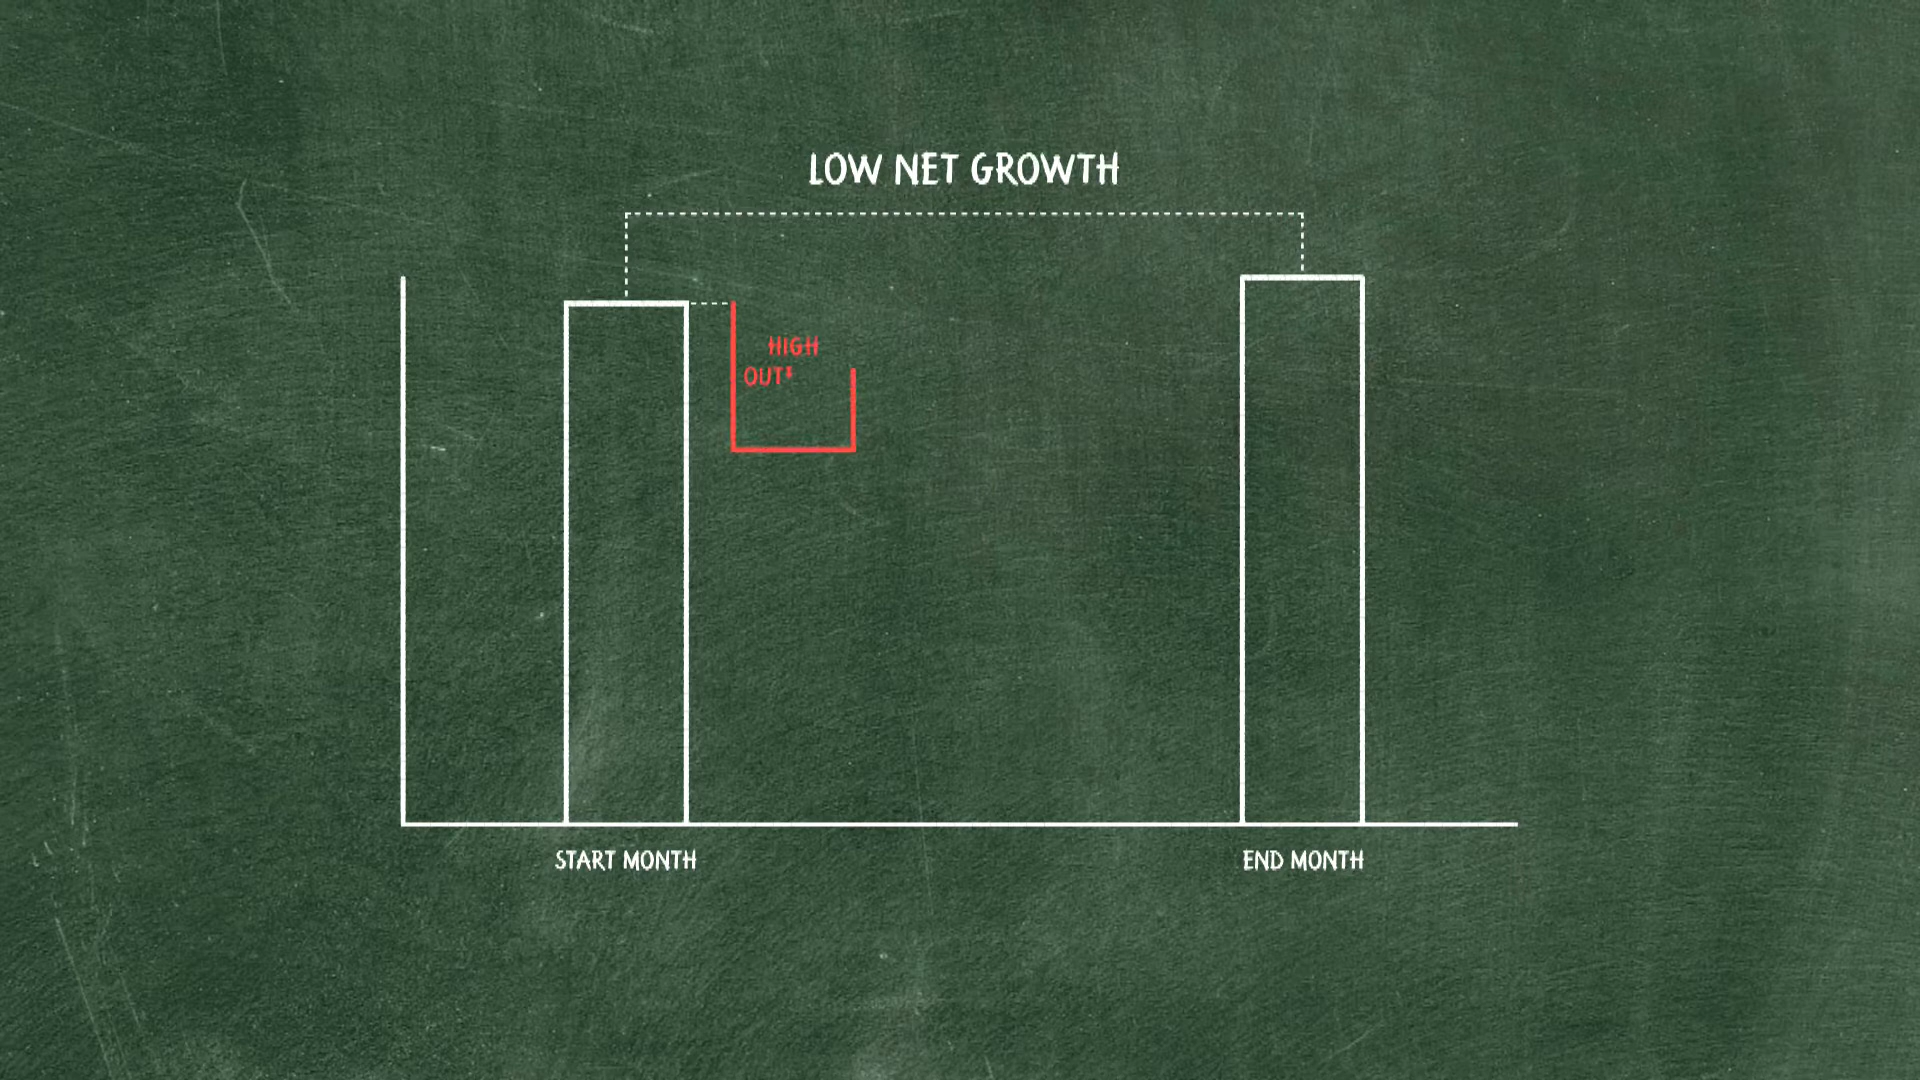 LOW NET GROWTH
HIGH
OUT
START MONTH
END MONTH